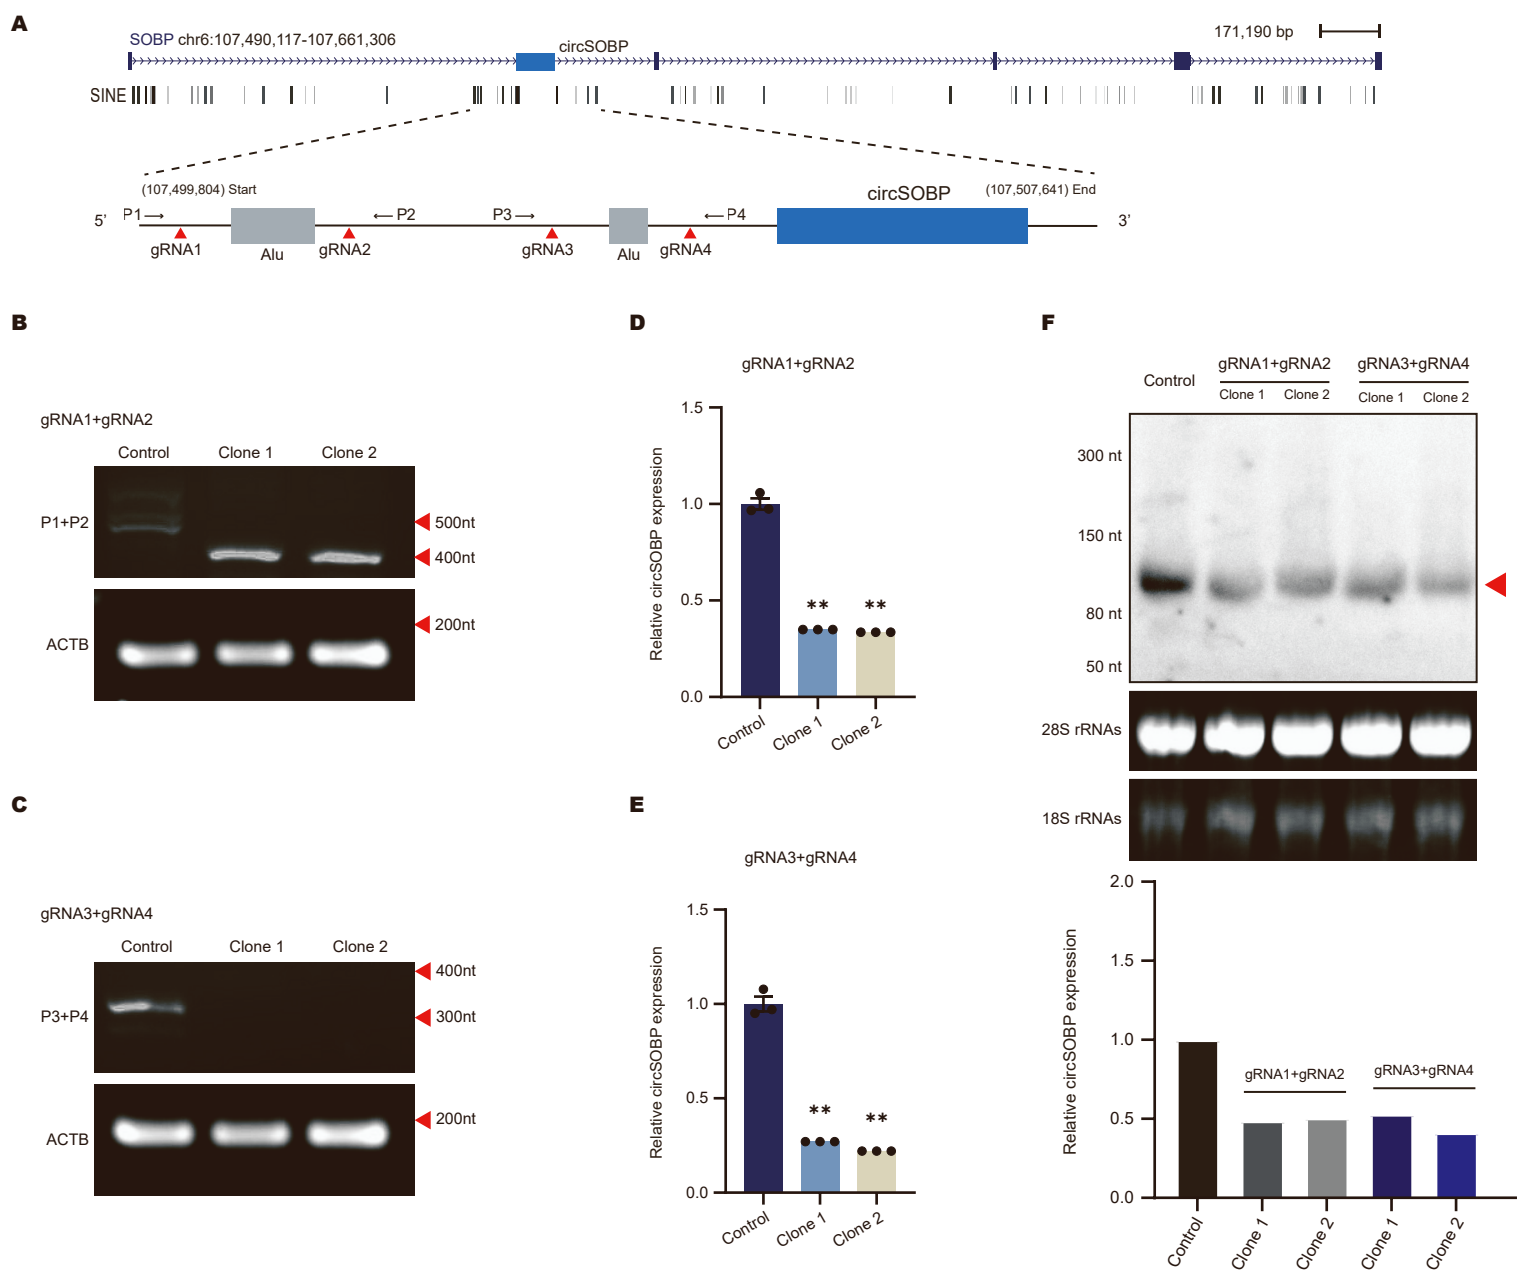 A
SOBP chr6:107,490,117-107,661,306
circSOBP
171,190 bp
SINE
(107,499,804) Start
circSOBP
(107,507,641) End
5’
P1
P2
P3
P4
3’
gRNA1
Alu
gRNA2
gRNA3
Alu
gRNA4
B
gRNA1+gRNA2
Control
Clone 1
Clone 2
P1+P2
500nt
400nt
ACTB
200nt
C
gRNA3+gRNA4
Control
Clone 1
Clone 2
P3+P4
400nt
300nt
ACTB
200nt
D
gRNA1+gRNA2
Relative circSOBP expression
1.5
1.0
0.5
0.0
**
**
Control
Clone 1
Clone 2
E
gRNA3+gRNA4
Relative circSOBP expression
1.5
1.0
0.5
0.0
**
**
Control
Clone 1
Clone 2
F
Control
gRNA1+gRNA2
gRNA3+gRNA4
Clone 1
Clone 2
Clone 1
Clone 2
300 nt
150 nt
80 nt
50 nt
28S rRNAs
18S rRNAs
Relative circSOBP expression
2.0
1.5
1.0
0.5
0.0
gRNA1+gRNA2
gRNA3+gRNA4
Control
Clone 1
Clone 2
Clone 1
Clone 2